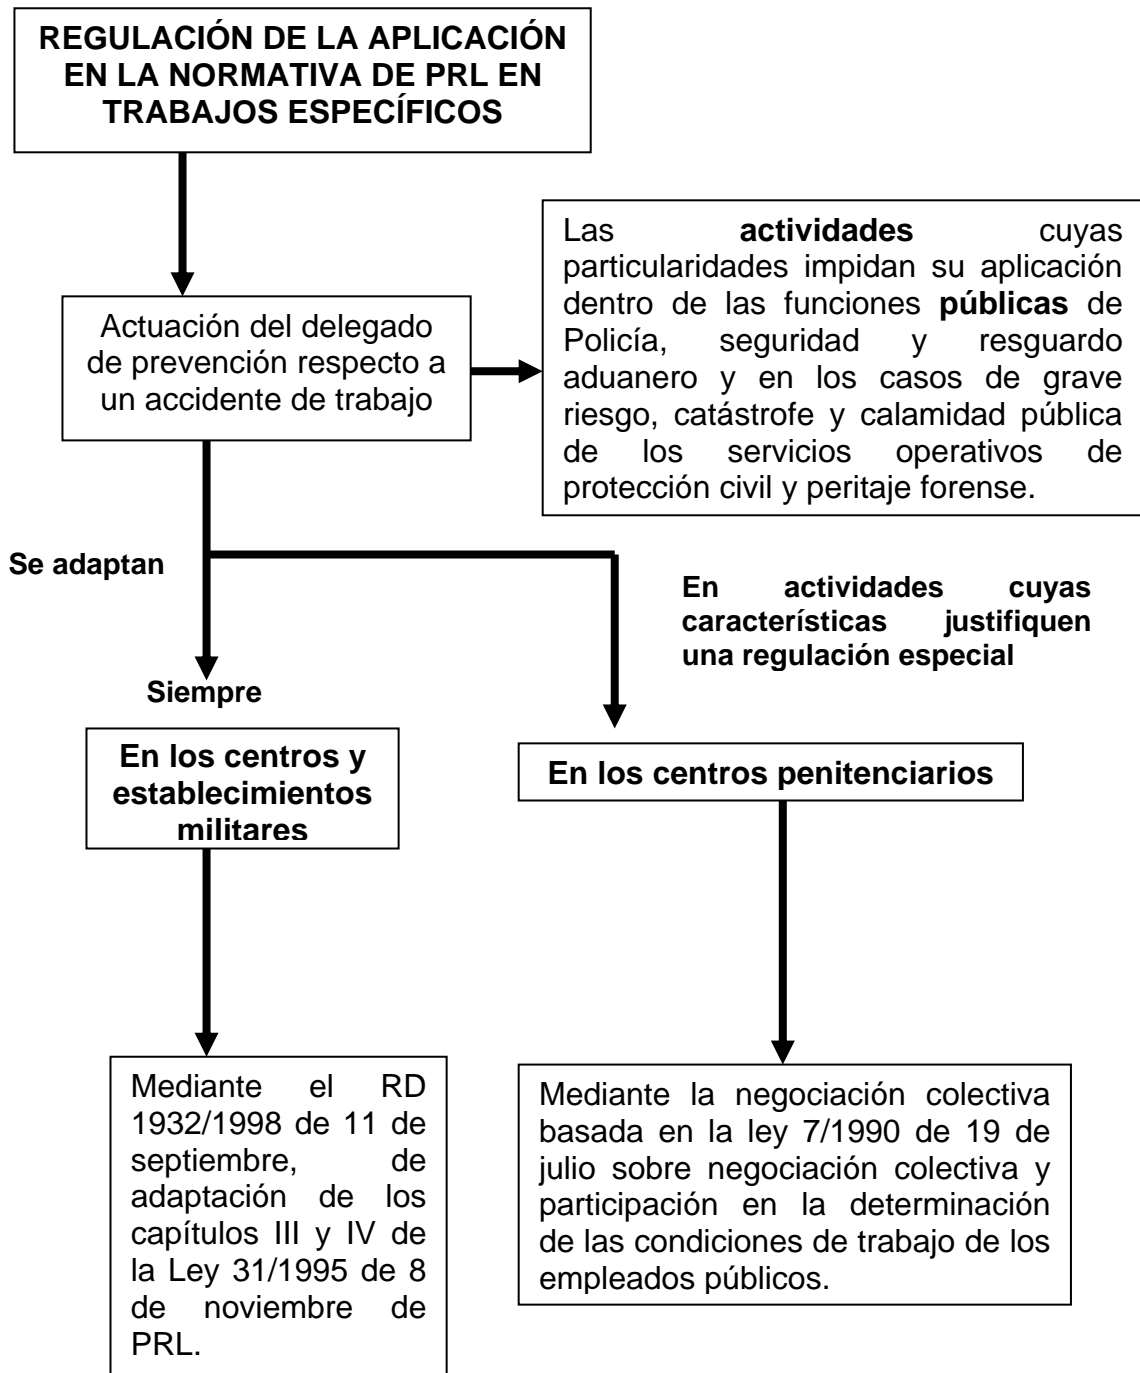 REGULACIÓN DE LA APLICACIÓN
EN LA NORMATIVA DE PRL EN
TRABAJOS ESPECÍFICOS
Las actividades cuyas
particularidades impidan su aplicación
dentro de las funciones públicas de
Policía, seguridad y resguardo
aduanero y en los casos de grave
riesgo, catástrofe y calamidad pública
de los servicios operativos de
protección civil y peritaje forense.
Actuación del delegado
de prevención respecto a
un accidente de trabajo
Se adaptan
En actividades cuyas
características justifiquen
una regulación especial
Siempre
En los centros y
establecimientos
militares
En los centros penitenciarios
Mediante el RD
1932/1998 de 11 de
septiembre, de
adaptación de los
capítulos III y IV de
la Ley 31/1995 de 8
de noviembre de
PRL.
Mediante la negociación colectiva
basada en la ley 7/1990 de 19 de
julio sobre negociación colectiva y
participación en la determinación
de las condiciones de trabajo de los
empleados públicos.